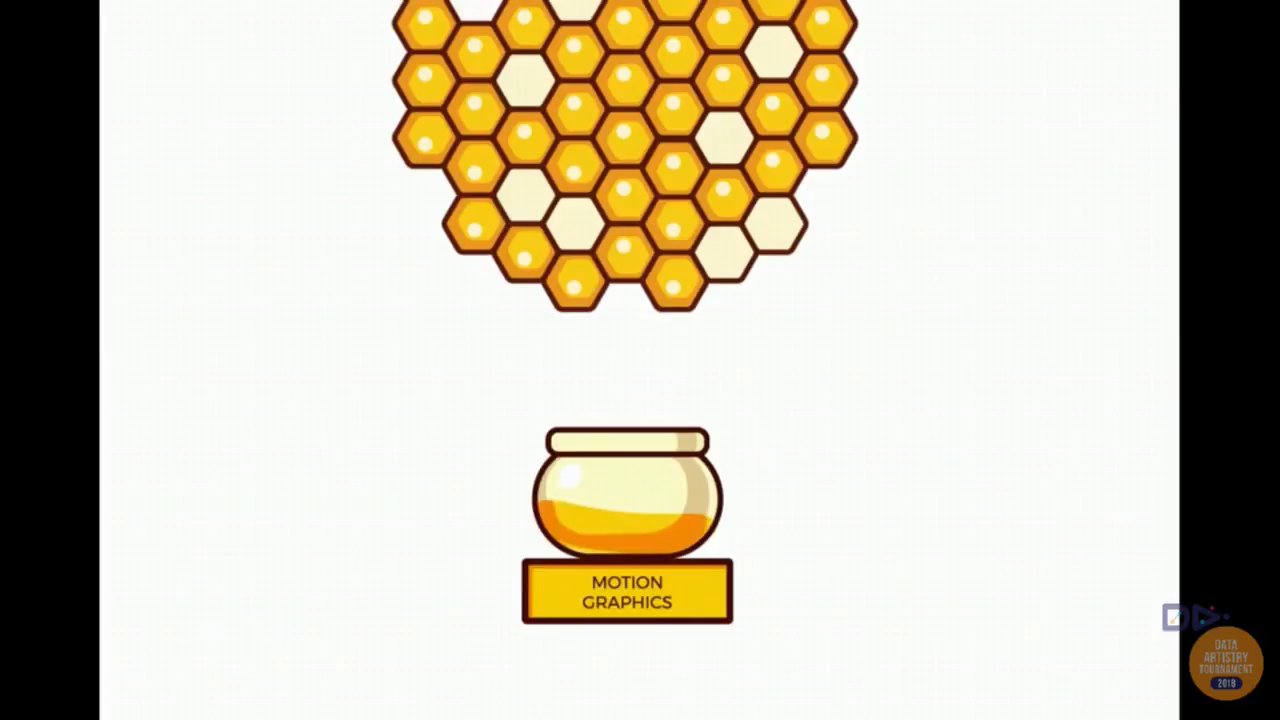 MOTION
GRAPHICS
DATA
ARTISTRY
TOURNAMENT
2018